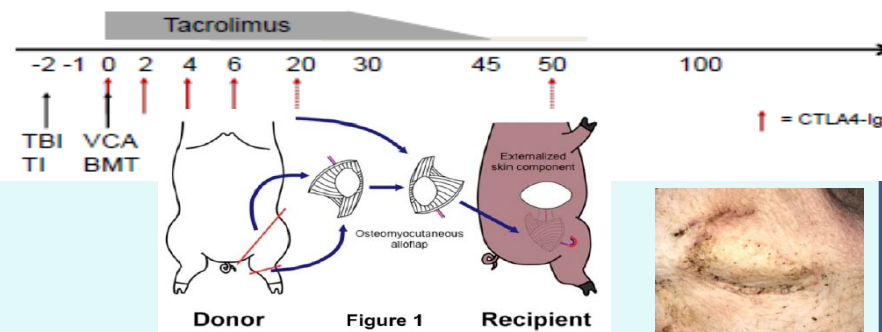 Tacrolimus
-2 -1 0 2 4 6 20 30 45 50 100
TBI VCA
TI BMT
= CTLA4-Ig
Externalized
skin component
Osteomyocutaneous
alloflap
Donor Figure 1 Recipient